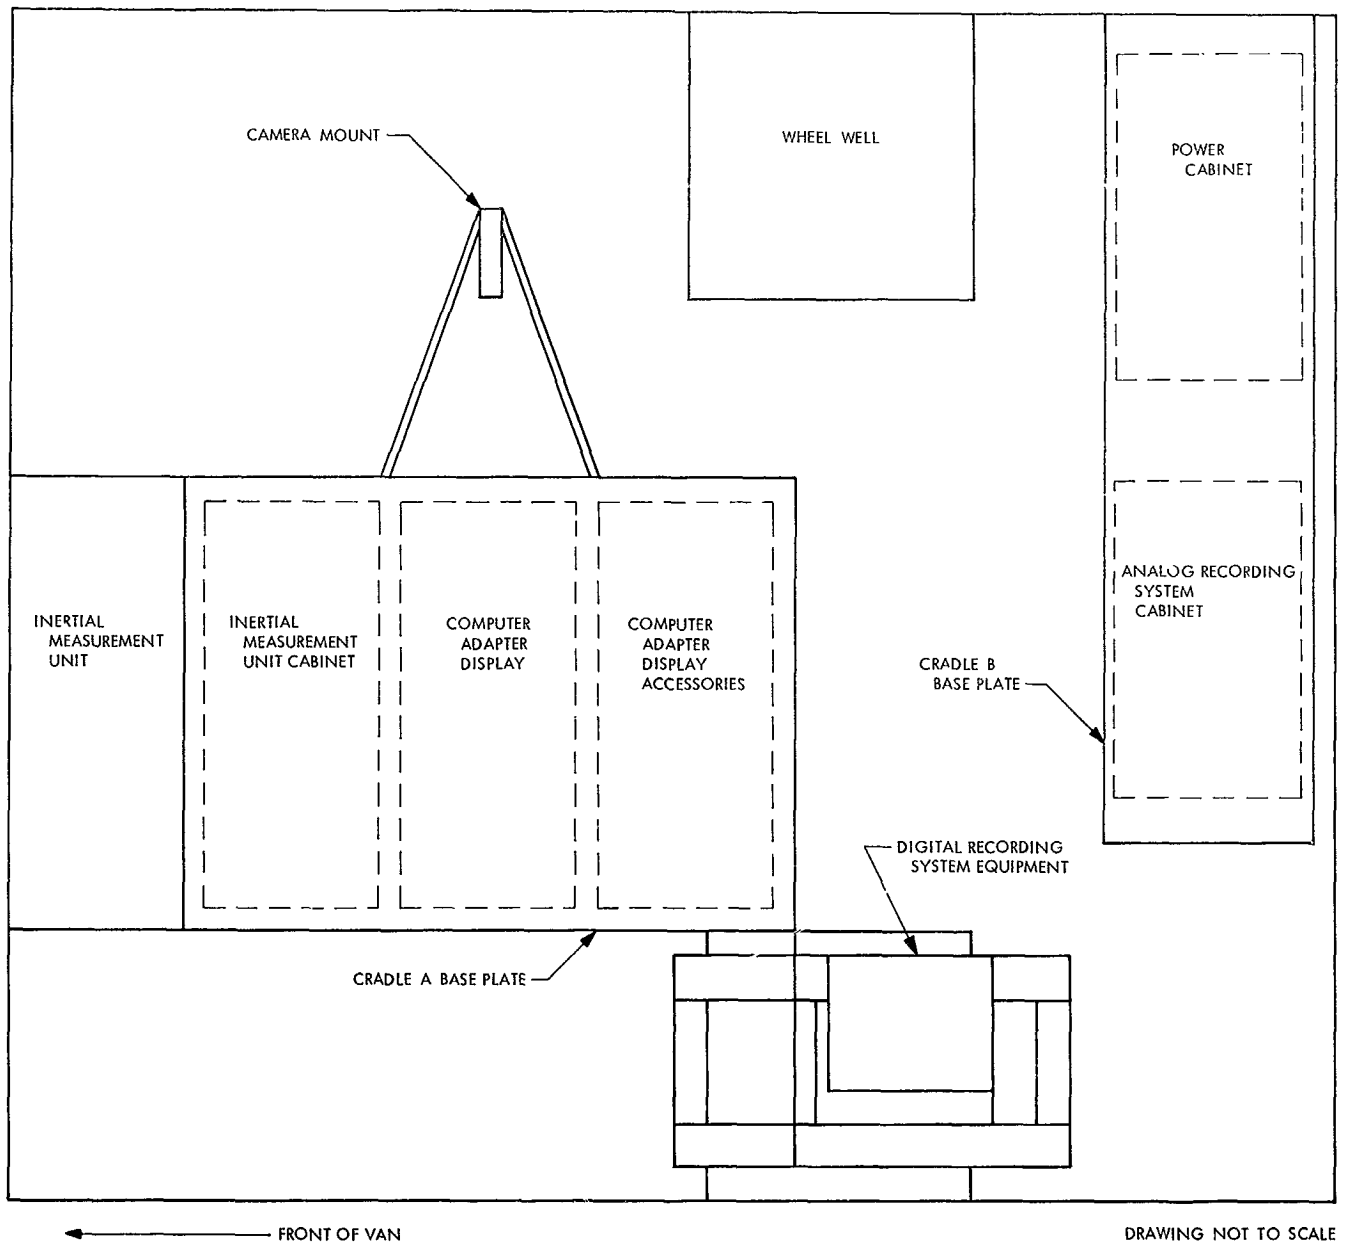 CAMERA MOUNT
WHEEL WELL
POWER
CABINET
INERTIAL
MEASUREMENT
UNIT
INERTIAL
MEASUREMENT
UNIT CABINET
COMPUTER
ADAPTER
DISPLAY
COMPUTER
ADAPTER
DISPLAY
ACCESSORIES
ANALOG RECORDING
SYSTEM
CABINET
CRADLE B
BASE PLATE
DIGITAL RECORDING
SYSTEM EQUIPMENT
CRADLE A BASE PLATE
FRONT OF VAN
DRAWING NOT TO SCALE